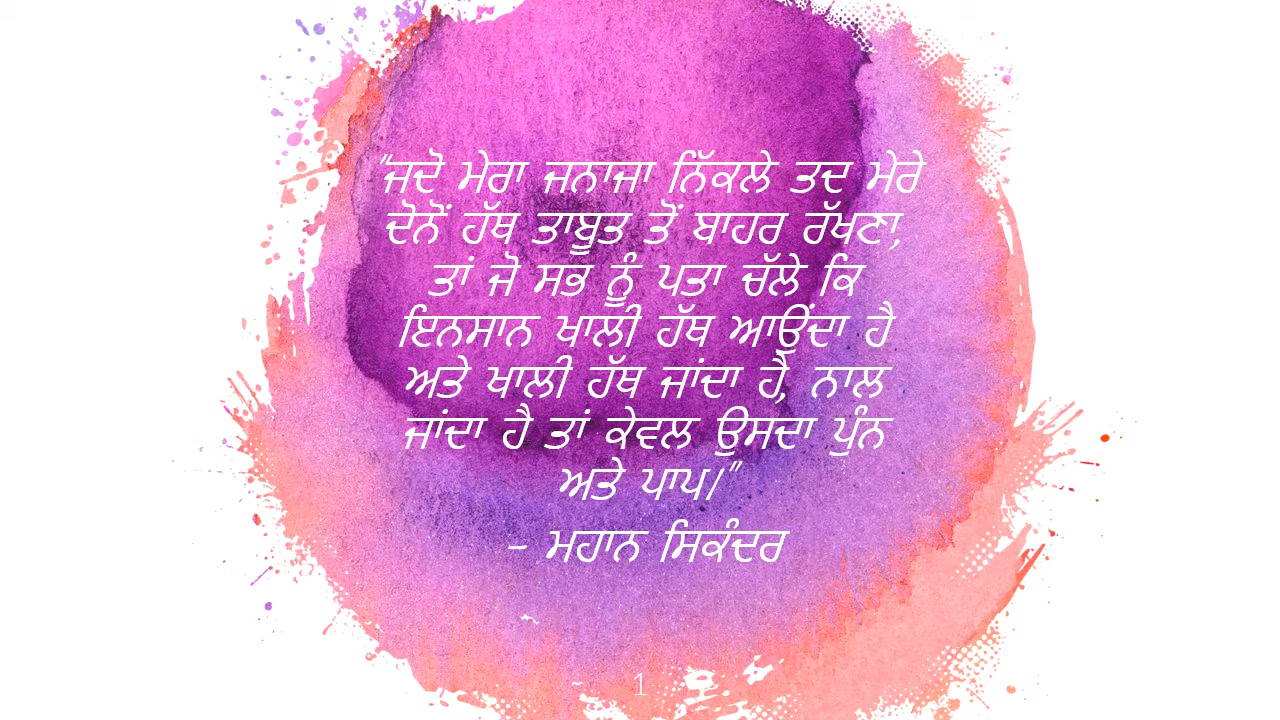 "ਜਦੋ ਮੇਰਾ ਜਨਾਜਾ ਨਿੱਕਲੇ ਤਦ ਮੇਰੇ
ਦੋਨੋਂ ਹੱਥ ਤਾਬੂਤ ਤੋਂ ਬਾਹਰ ਰੱਖਣਾ,
ਤਾਂ ਜੋ ਸਭ ਨੂੰ ਪਤਾ ਚੱਲੇ ਕਿ
ਇਨਸਾਨ ਖਾਲੀ ਹੱਥ ਆਉਂਦਾ ਹੈ
ਅਤੇ ਖਾਲੀ ਹੱਥ ਜਾਂਦਾ ਹੈ, ਨਾਲ
ਜਾਂਦਾ ਹੈ ਤਾਂ ਕੇਵਲ ਉਸਦਾ ਪੁੰਨ
ਅਤੇ ਪਾਪ।"
– ਮਹਾਨ ਸਿਕੰਦਰ
1